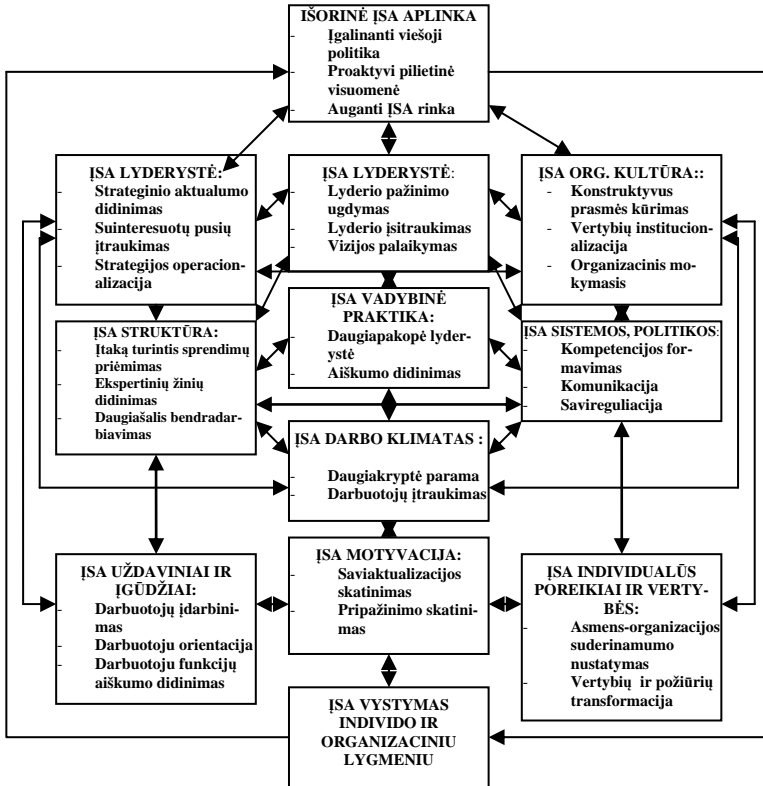 IŠORINĖ ĮSA APLINKA
- Įgalinanti viešoji
politika
- Proaktyvi pilietinė
visuomenė
- Auganti ĮSA rinka
ĮSA LYDERYSTĖ:
- Strateginio aktualumo
didinimas
- Suinteresuotų pusių
įtraukimas
- Strategijos operacion-
alizacija
ĮSA LYDERYSTĖ:
- Lyderio pažinimo
ugdymas
- Lyderio įsitraukimas
- Vizijos palaikymas
ĮSA ORG. KULTŪRA::
- Konstruktyvus
prasmės kūrimas
- Vertybių institucion-
alizacija
- Organizacinis mo-
kymasis
ĮSA STRUKTŪRA:
- Įtaką turintis sprendimų
priėmimas
- Ekspertinių žinių
didinimas
- Daugiašalis bendradar-
biavimas
ĮSA VADYBINĖ
PRAKTIKA:
- Daugiapakopė lyder-
ystė
- Aiškumo didinimas
ĮSA SISTEMOS, POLITIKOS:
- Kompetencijos for-
mavimas
- Komunikacija
- Savireguliacija
ĮSA DARBO KLIMATAS :
- Daugiakryptė parama
- Darbuotojų įtraukimas
ĮSA UŽDAVINIAI IR
ĮGŪDŽIAI:
- Darbuotojų įdarbini-
mas
- Darbuotoju orientacija
- Darbuotoju funkcijų
aiškumo didinimas
ĮSA MOTYVACIJA:
- Saviaktualizacijos
skatinimas
- Pripažinimo skatini-
mas
ĮSA INDIVIDUALŪS
POREIKIAI IR VERTY-
BĖS:
- Asmens-organizacijos
suderinamumo
nustatymas
- Vertybių ir požiūrių
transformacija
ĮSA VYSTYMAS
INDIVIDO IR
ORGANIZACINIU
LYGMENIU